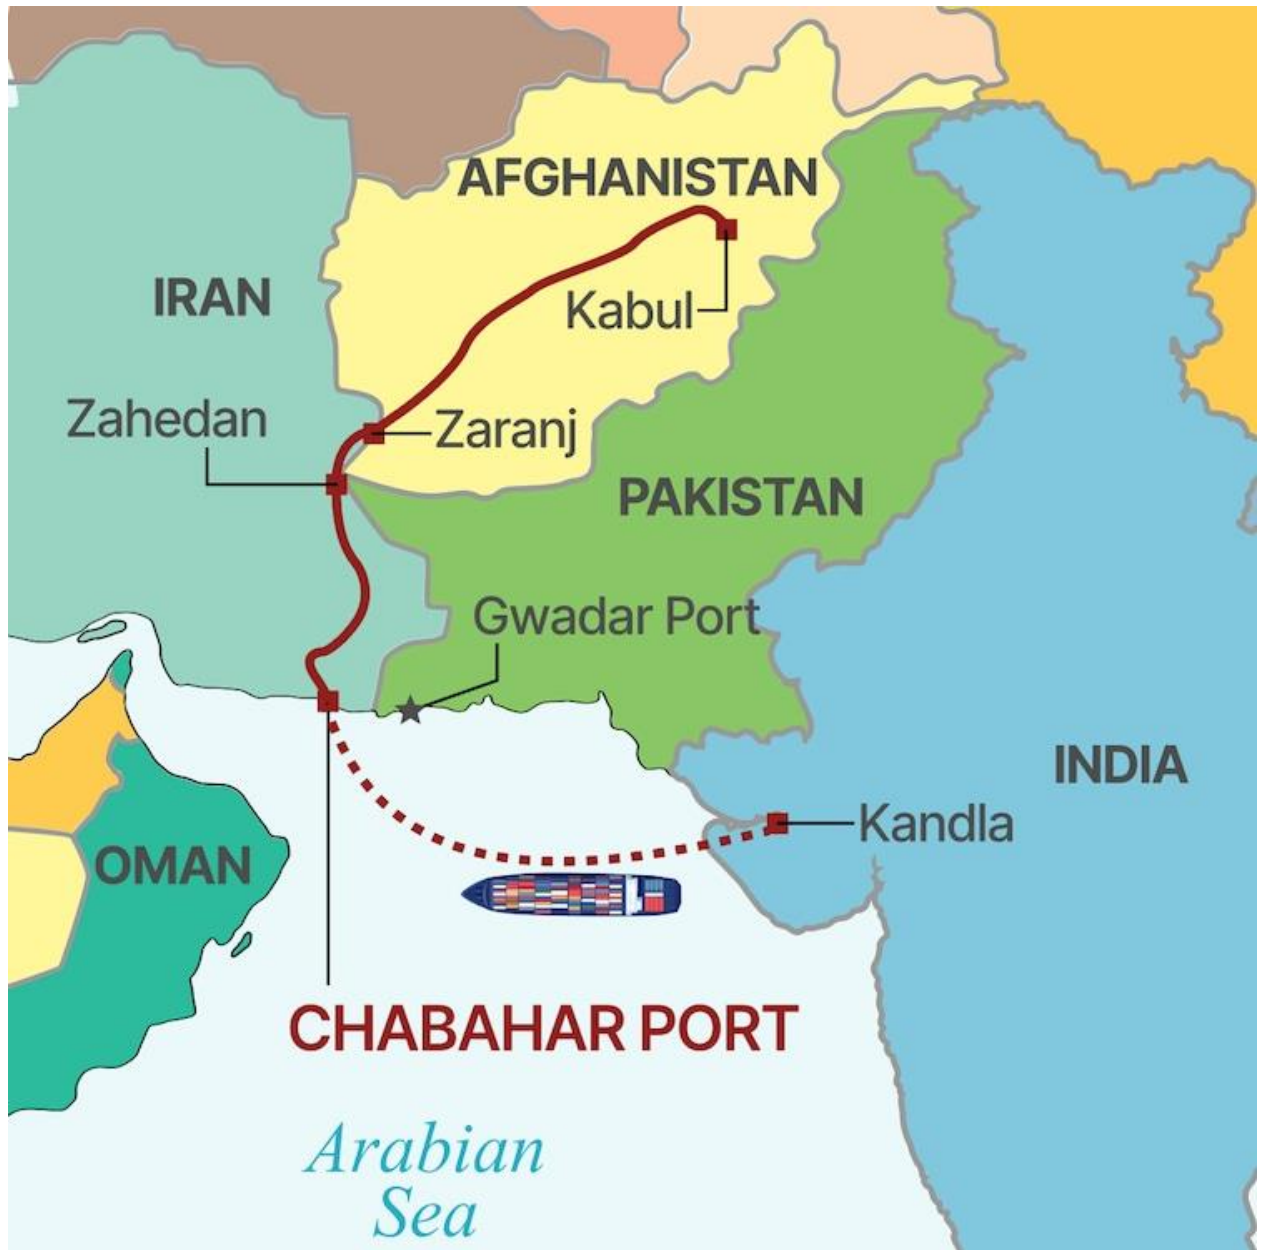 AFGHANISTAN
IRAN
Kabul
Zahedan
Zaranj
PAKISTAN
Gwadar Port
INDIA
Kandla
OMAN
CHABAHAR PORT
Arabian
Sea